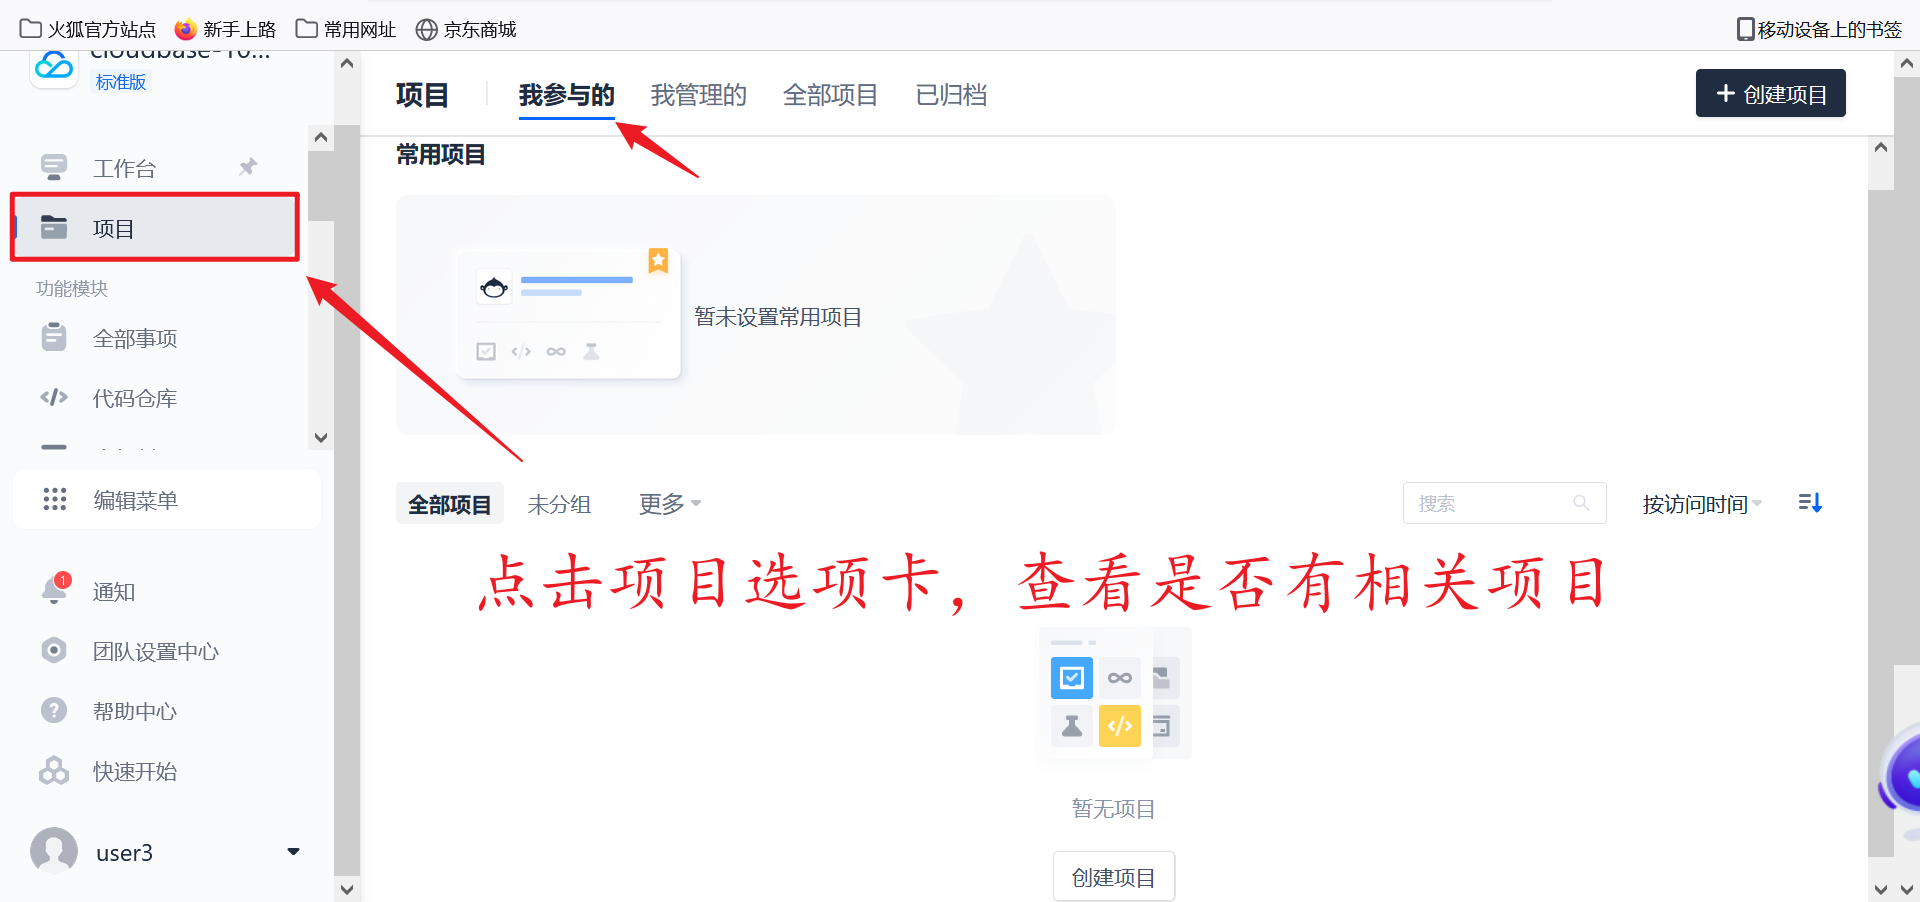 火狐官方站点 新手上路 常用网址 京东商城 移动设备上的书签
cloudbase-10...
标准版
项目 我参与的 我管理的 全部项目 已归档 + 创建项目
常用项目
工作台
项目
功能模块
暂未设置常用项目
全部事项
代码仓库
编辑菜单
全部项目 未分组 更多 搜索 按访问时间
点击项目选项卡，查看是否有相关项目
1
通知
团队设置中心
帮助中心
快速开始
暂无项目
user3
创建项目